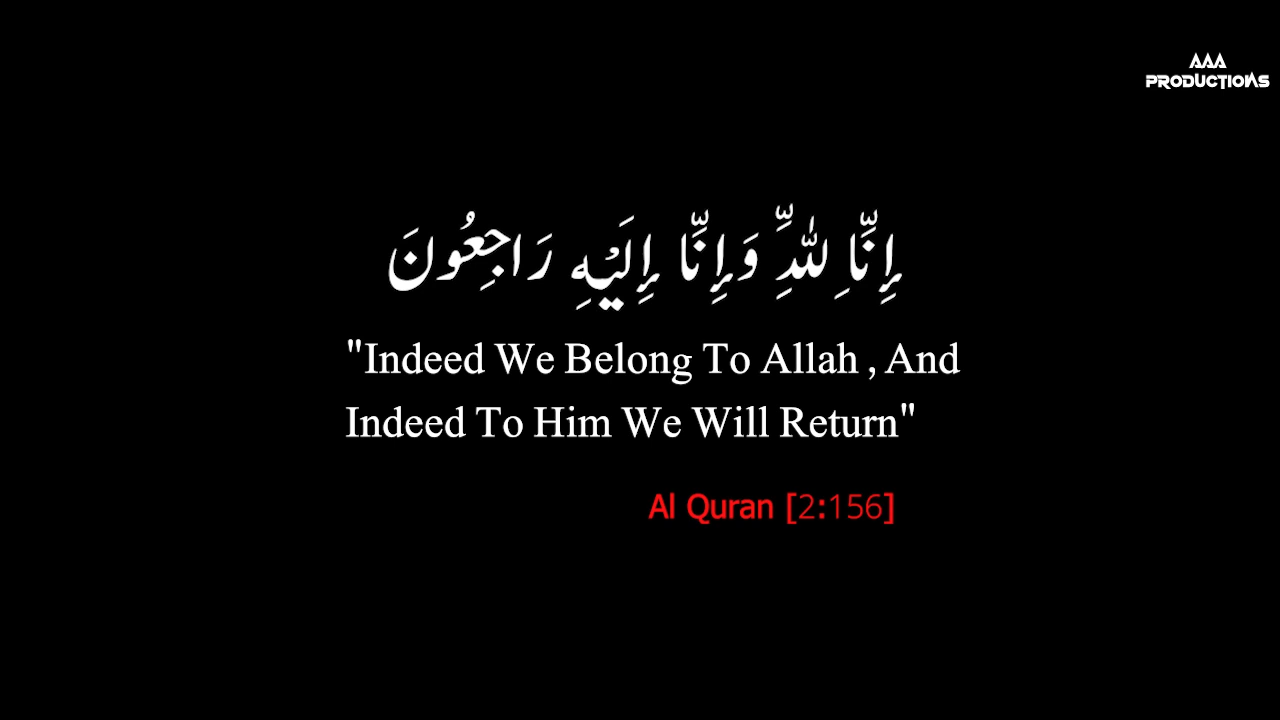 AAA
PRODUCTIONS
إِنَّا لِلّٰهِ وَإِنَّا إِلَيْهِ رَاجِعُونَ
"Indeed We Belong To Allah , And
Indeed To Him We Will Return"
Al Quran [2:156]